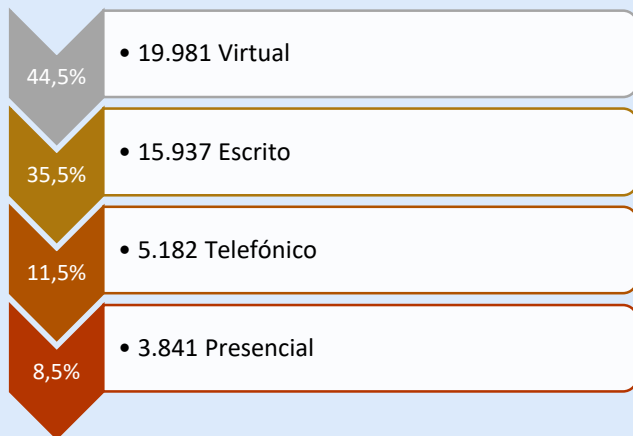 44,5%
• 19.981 Virtual
35,5%
• 15.937 Escrito
11,5%
• 5.182 Telefónico
8,5%
• 3.841 Presencial